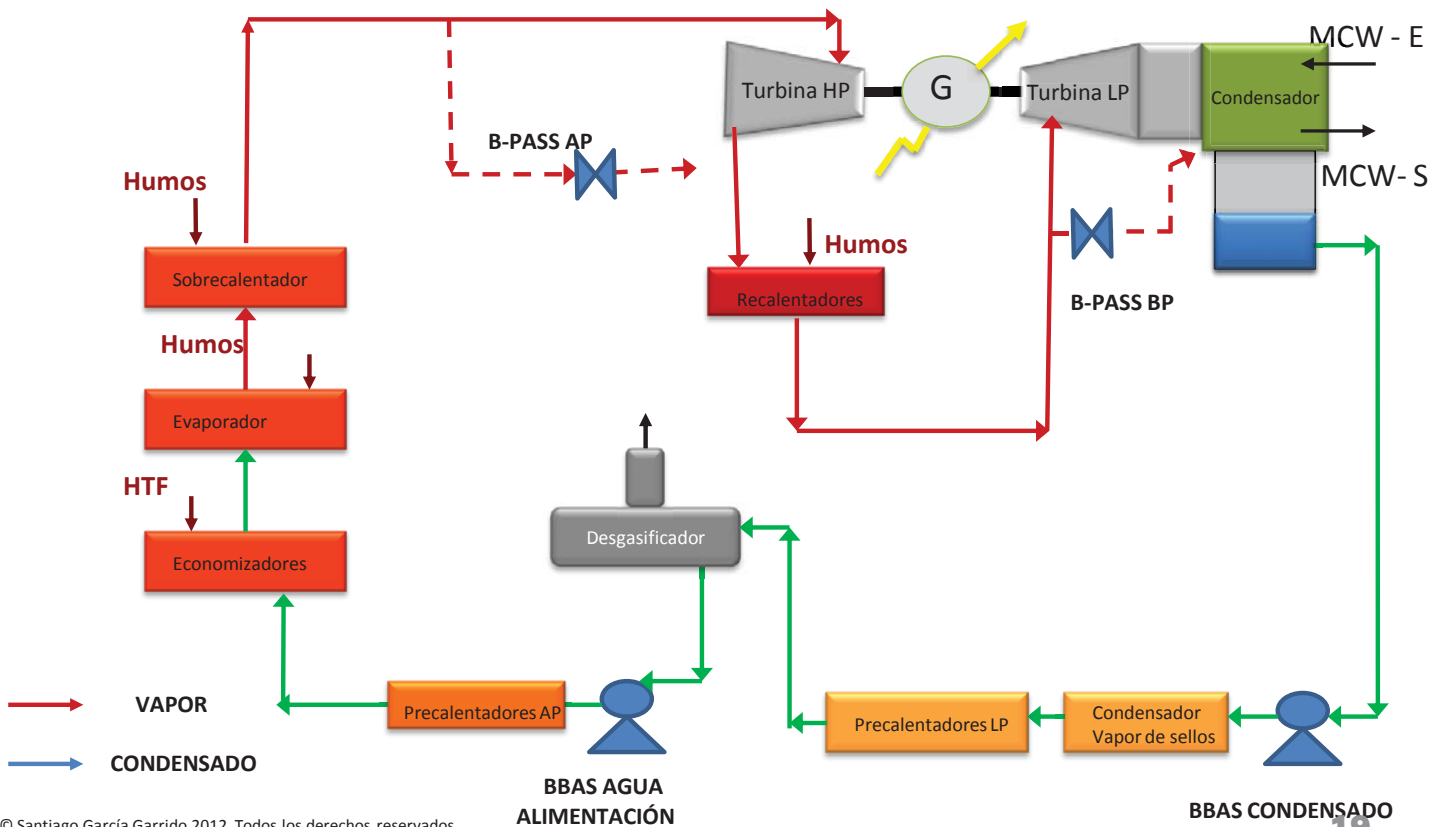 MCW - E
Turbina HP
G
Turbina LP
Condensador
B-PASS AP
Humos
MCW- S
Humos
Sobrecalentador
Recalentadores
B-PASS BP
Humos
Evaporador
HTF
Desgasificador
Economizadores
VAPOR
Precalentadores AP
Precalentadores LP
Condensador
Vapor de sellos
CONDENSADO
BBAS AGUA
ALIMENTACIÓN
BBAS CONDENSADO
© Santiago García Garrido 2012. Todos los derechos reservados
19